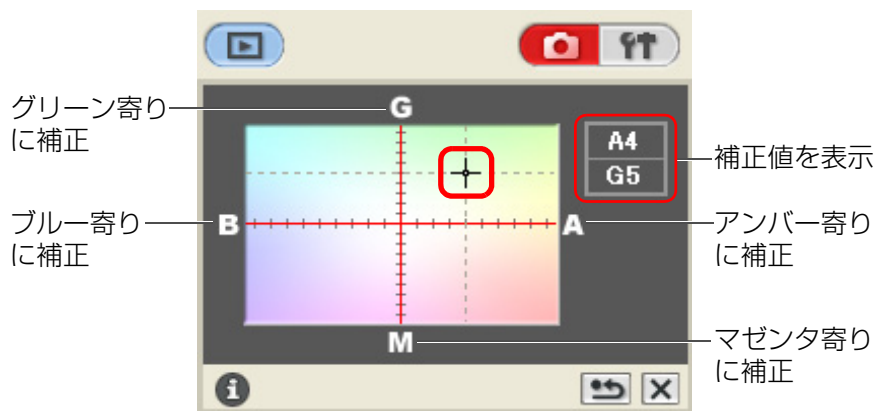 グリーン寄り
に補正
G
A4
G5
補正値を表示
ブルー寄り
に補正
B
A
アンバー寄り
に補正
M
マゼンタ寄り
に補正